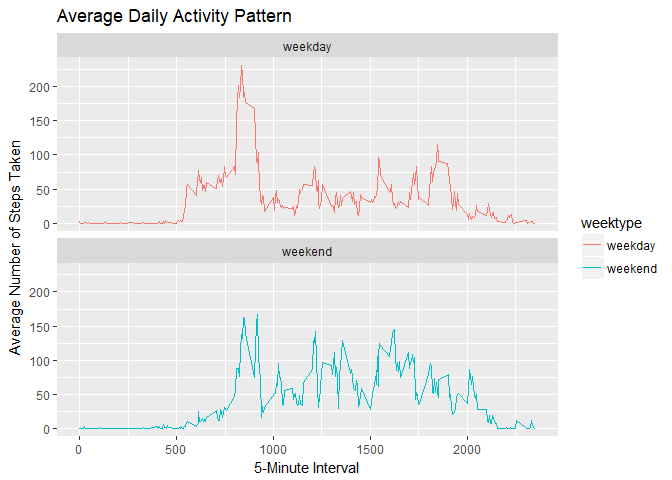 Average Daily Activity Pattern
weekday
200
150
100
50
0
weekend
200
150
100
50
0
0 500 1000 1500 2000
5-Minute Interval
Average Number of Steps Taken
weektype
weekday
weekend